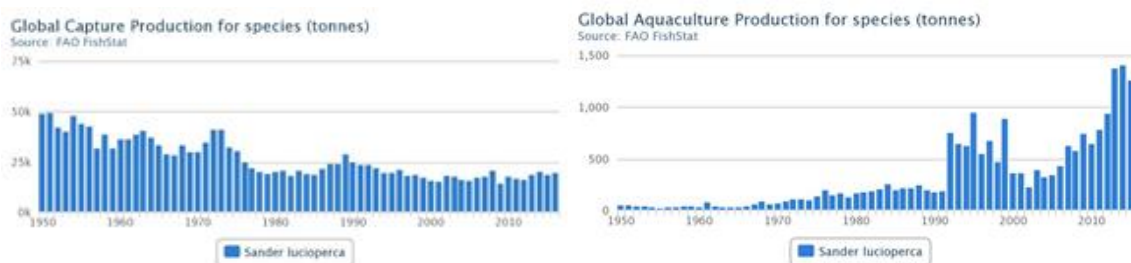 Global Capture Production for species (tonnes)
Source: FAO FishStat
75k
50k
25k
0k
1950 1960 1970 1980 1990 2000 2010
Sander lucioperca
Global Aquaculture Production for species (tonnes)
Source: FAO FishStat
1,500
1,000
500
0
1950 1960 1970 1980 1990 2000 2010
Sander lucioperca